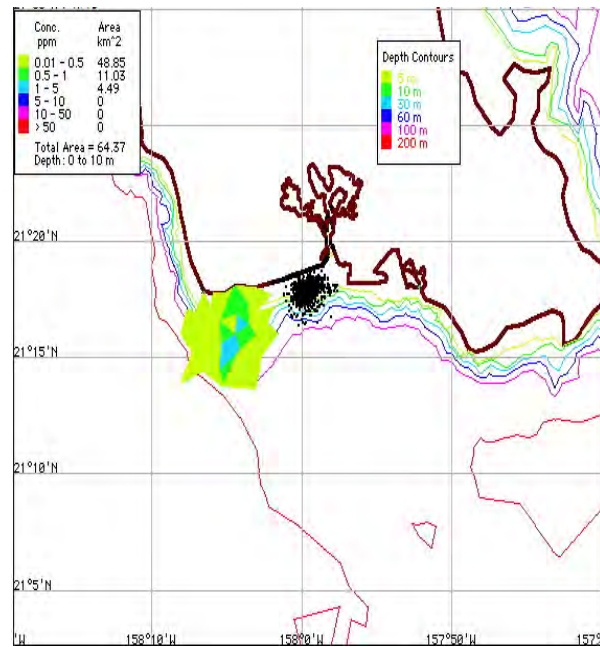 Conc. Area
ppm km^2
0.01 - 0.5 48.85
0.5 - 1 11.03
1 - 5 4.49
5 - 10 0
10 - 50 0
> 50 0
Total Area = 64.37
Depth: 0 to 10 m
Depth Contours
5 m
10 m
30 m
60 m
100 m
200 m
21°20'N
21°15'N
21°10'N
21°5'N
'W
158°10'W
158°0'W
157°50'W